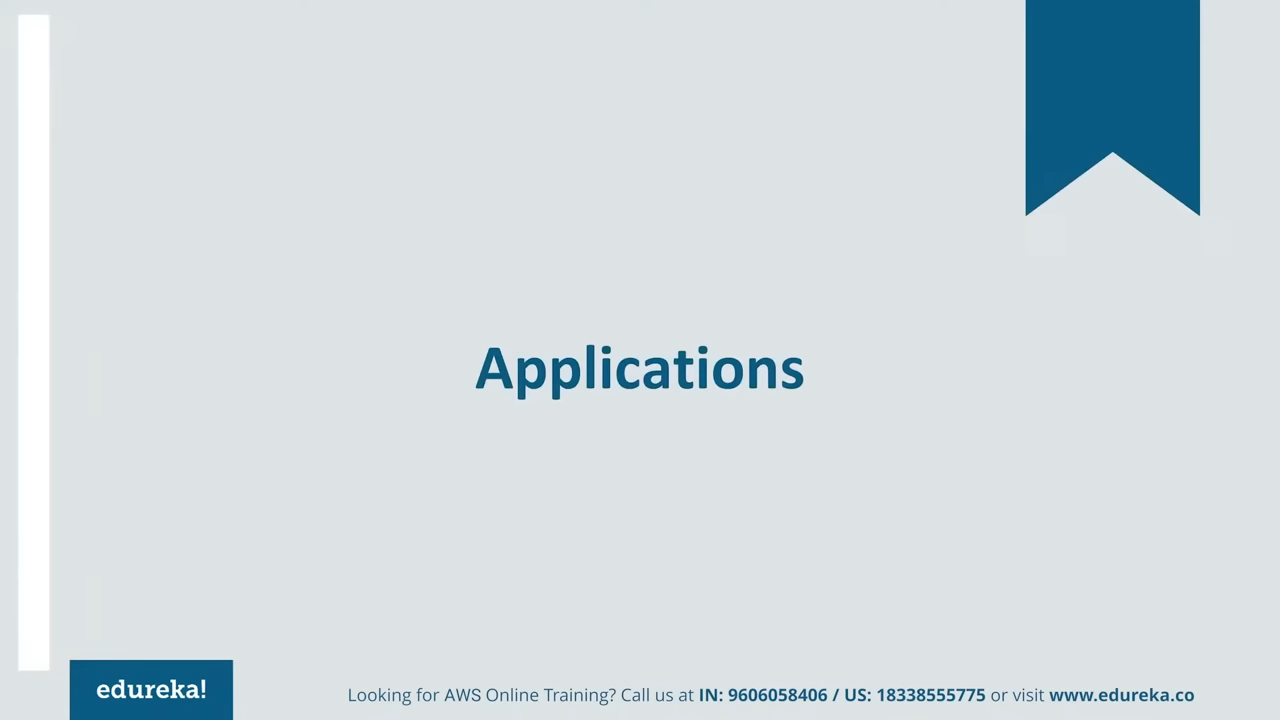 Applications
edureka!
Looking for AWS Online Training? Call us at IN: 9606058406 / US: 18338555775 or visit www.edureka.co